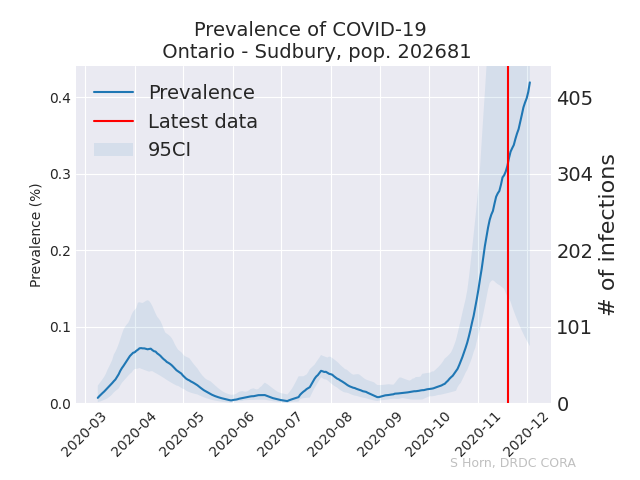 Prevalence of COVID-19
Ontario - Sudbury, pop. 202681
Prevalence
Latest data
95CI
Prevalence (%)
0.4
0.3
0.2
0.1
0.0
405
304
202
101
0
# of infections
2020-03
2020-04
2020-05
2020-06
2020-07
2020-08
2020-09
2020-10
2020-11
2020-12
S Horn, DRDC CORA